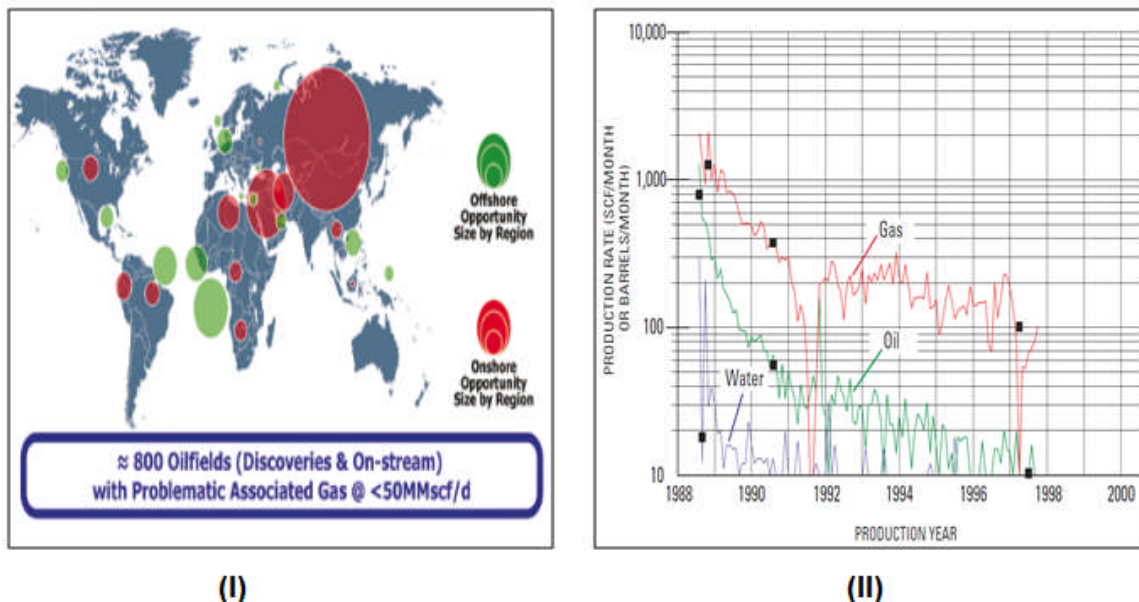 Offshore
Opportunity
Size by Region
Onshore
Opportunity
Size by Region
≈ 800 Oilfields (Discoveries & On-stream)
with Problematic Associated Gas @ <50MMscf/d
(I)
PRODUCTION RATE (SCF/MONTH
OR BARRELS/MONTH)
10,000
1,000
100
10
Gas
Oil
Water
1988 1990 1992 1994 1996 1998 2000
PRODUCTION YEAR
(II)